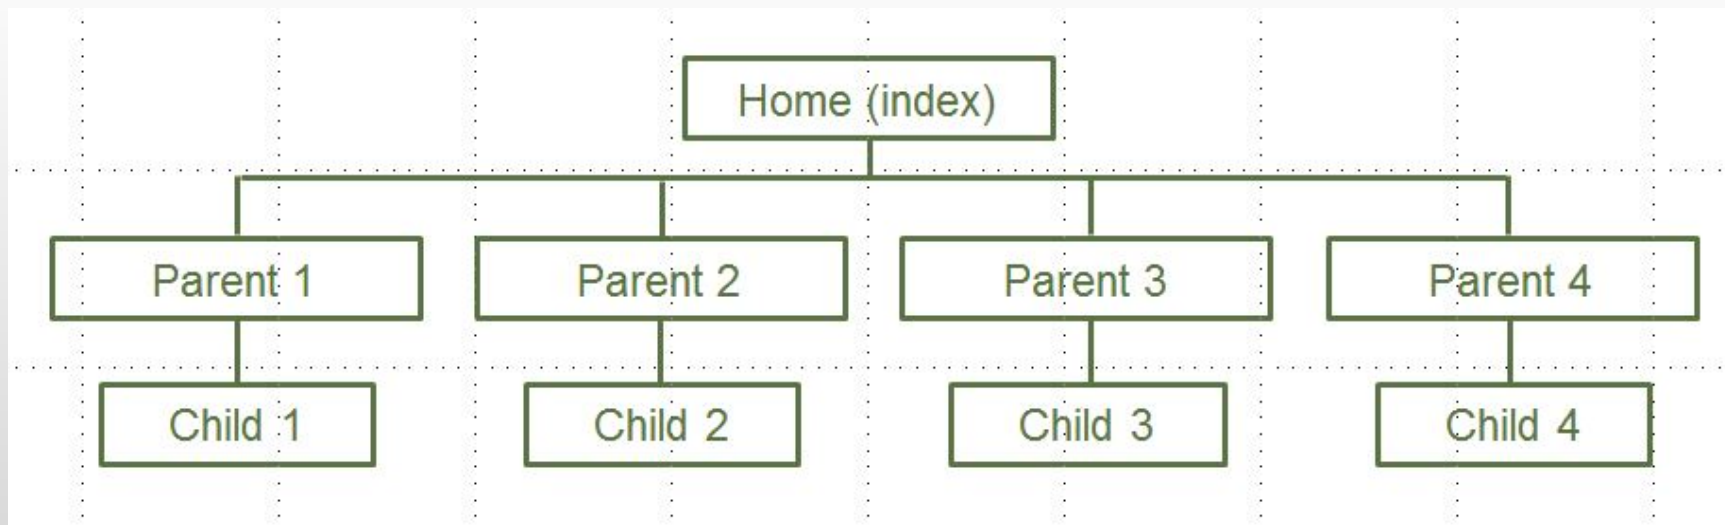 Home (index)
Parent 1
Parent 2
Parent 3
Parent 4
Child 1
Child 2
Child 3
Child 4